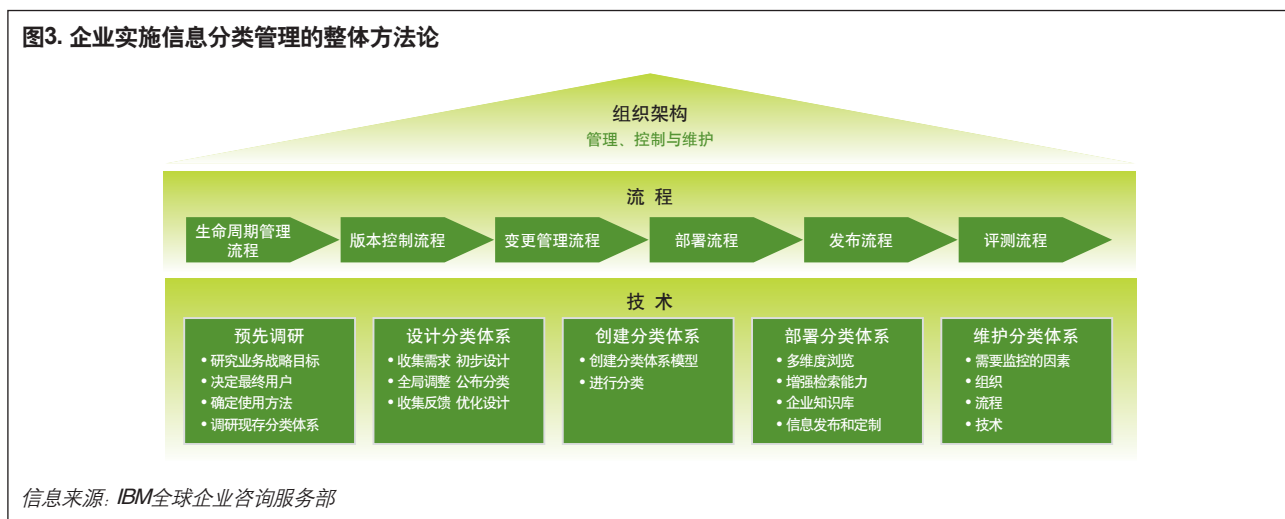 图3. 企业实施信息分类管理的整体方法论
组织架构
管理、控制与维护
流 程
生命周期管理
流程
版本控制流程
变更管理流程
部署流程
发布流程
评测流程
技 术
预先调研
• 研究业务战略目标
• 决定最终用户
• 确定使用方法
• 调研现存分类体系
设计分类体系
• 收集需求 初步设计
• 全局调整 公布分类
• 收集反馈 优化设计
创建分类体系
• 创建分类体系模型
• 进行分类
部署分类体系
• 多维度浏览
• 增强检索能力
• 企业知识库
• 信息发布和定制
维护分类体系
• 需要监控的因素
• 组织
• 流程
• 技术
信息来源: IBM全球企业咨询服务部